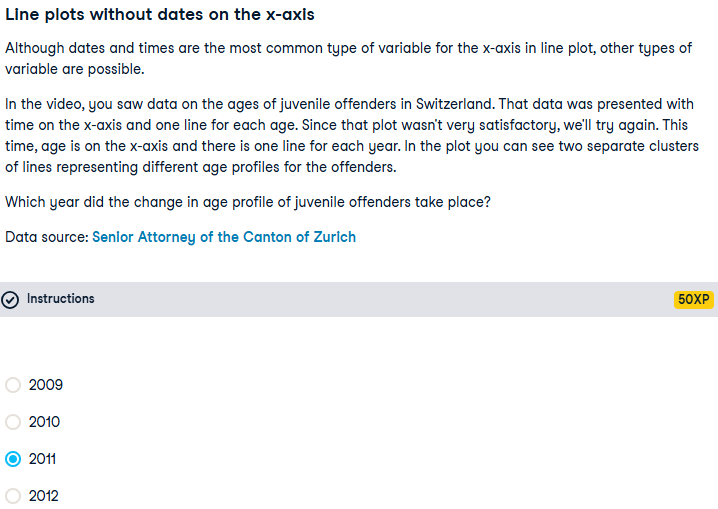 Line plots without dates on the x-axis
Although dates and times are the most common type of variable for the x-axis in line plot, other types of
variable are possible.
In the video, you saw data on the ages of juvenile offenders in Switzerland. That data was presented with
time on the x-axis and one line for each age. Since that plot wasn't very satisfactory, we'll try again. This
time, age is on the x-axis and there is one line for each year. In the plot you can see two separate clusters
of lines representing different age profiles for the offenders.
Which year did the change in age profile of juvenile offenders take place?
Data source: Senior Attorney of the Canton of Zurich
Instructions
50XP
2009
2010
2011
2012